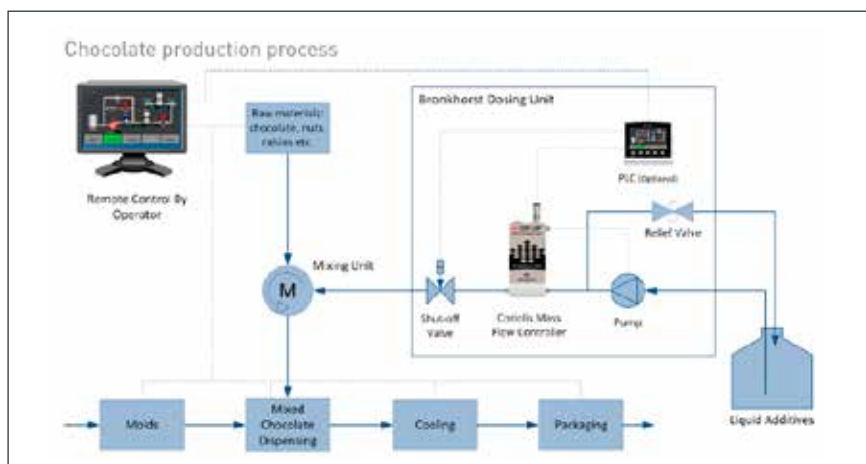 Chocolate production process
Bronkhorst Dosing Unit
Raw materials:
chocolate, nuts,
raisins etc.
PLC (Optional)
Remote Control By
Operator
Relief Valve
Mixing Unit
M
Shut-off
Valve
Coriolis Mass
Flow Controller
Pump
Liquid Additives
Molds
Mixed
Chocolate
Dispensing
Cooling
Packaging